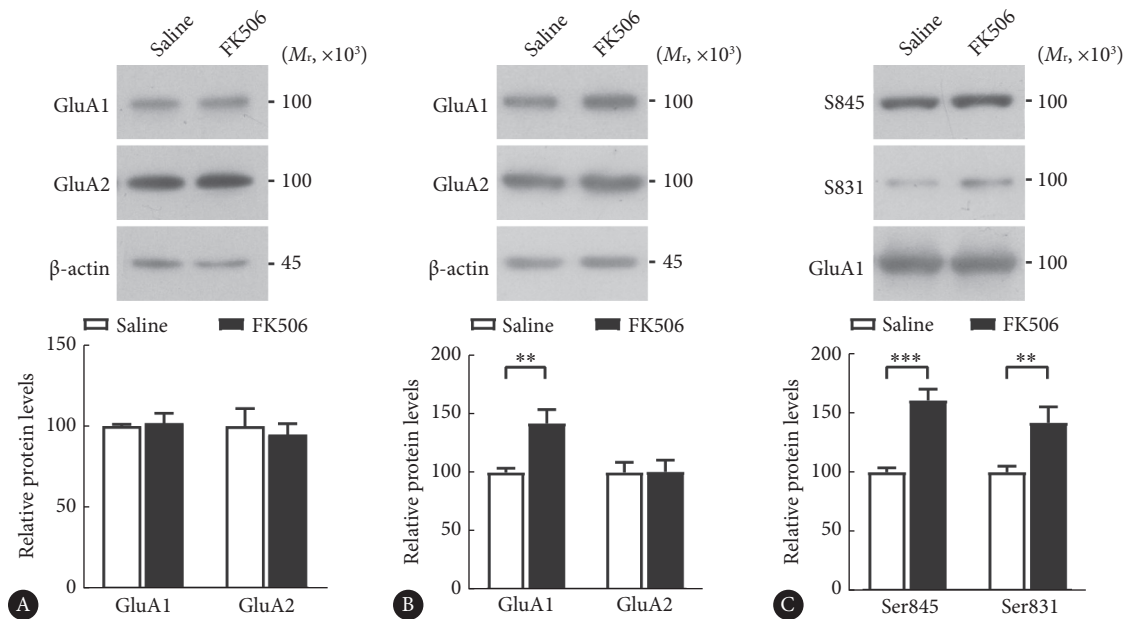 Saline FK506 (Mr, ×10³)
GluA1 100
GluA2 100
β-actin 45
Saline FK506
Relative protein levels
150
100
50
0
GluA1 GluA2
A
Saline FK506 (Mr, ×10³)
GluA1 100
GluA2 100
β-actin 45
Saline FK506
Relative protein levels
200
150
100
50
0
**
GluA1 GluA2
B
Saline FK506 (Mr, ×10³)
S845 100
S831 100
GluA1 100
Saline FK506
Relative protein levels
200
150
100
50
0
*** **
Ser845 Ser831
C